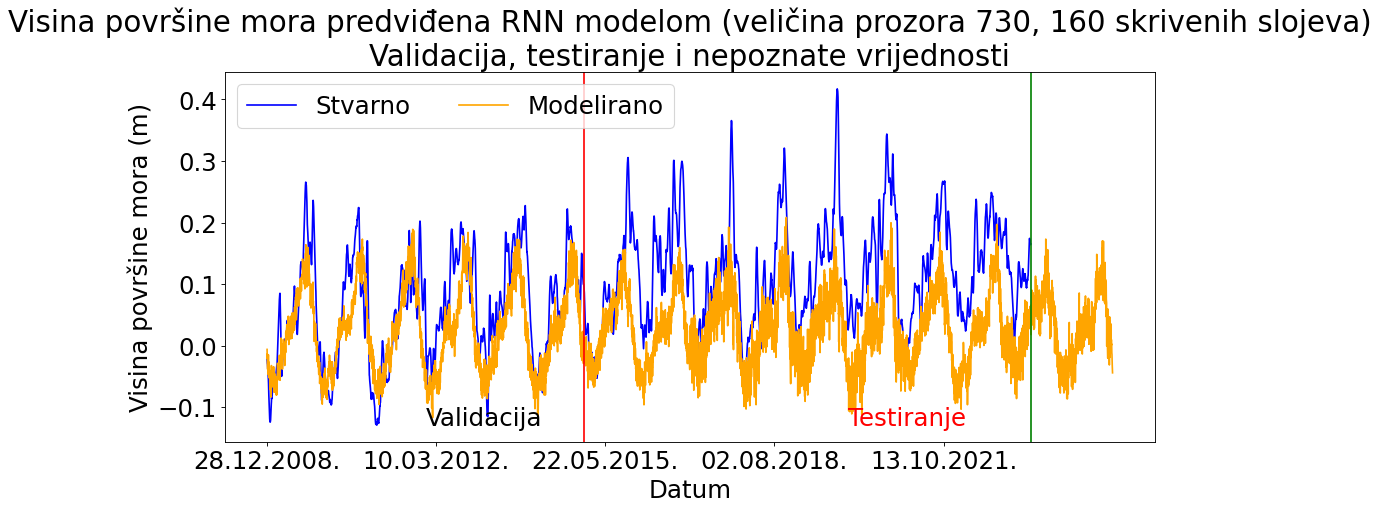 Visina površine mora predviđena RNN modelom (veličina prozora 730, 160 skrivenih slojeva)
Validacija, testiranje i nepoznate vrijednosti
Stvarno
Modelirano
Visina površine mora (m)
0.4
0.3
0.2
0.1
0.0
−0.1
Validacija
Testiranje
28.12.2008.
10.03.2012.
22.05.2015.
02.08.2018.
13.10.2021.
Datum